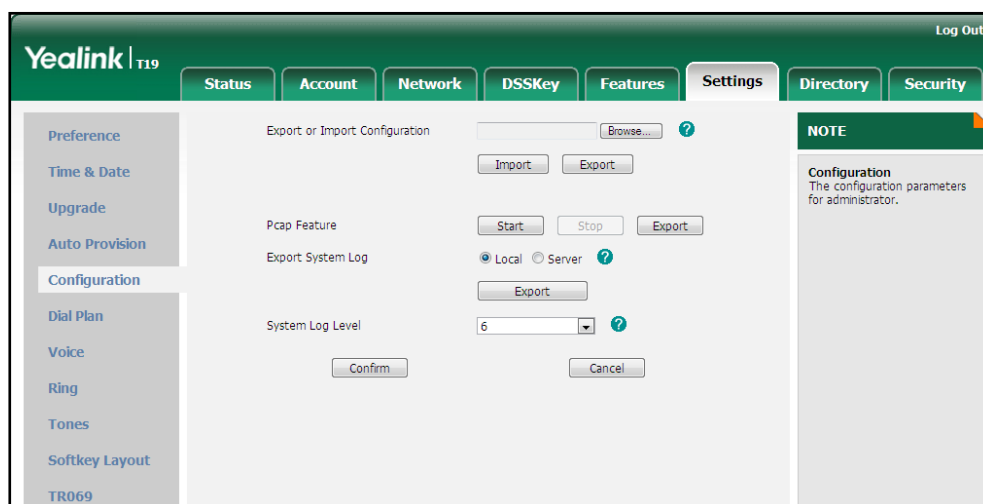 Log Out
Yealink | T19
Status Account Network DSSKey Features Settings Directory Security
Preference
Time & Date
Upgrade
Auto Provision
Configuration
Dial Plan
Voice
Ring
Tones
Softkey Layout
TR069
Export or Import Configuration Browse... ?
Import Export
Pcap Feature Start Stop Export
Export System Log Local Server ?
Export
System Log Level 6 ?
Confirm Cancel
NOTE
Configuration
The configuration parameters
for administrator.